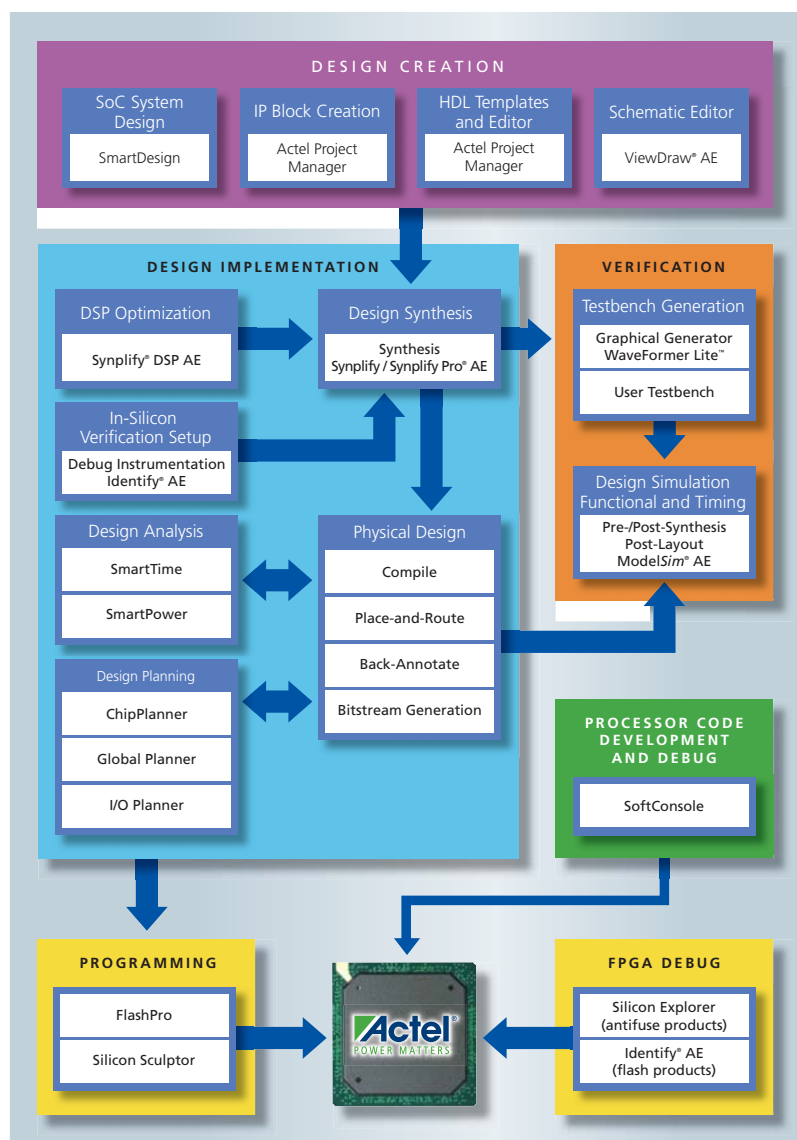 DESIGN CREATION
SoC System
Design
SmartDesign
IP Block Creation
Actel Project
Manager
HDL Templates
and Editor
Actel Project
Manager
Schematic Editor
ViewDraw® AE
DESIGN IMPLEMENTATION
DSP Optimization
Synplify® DSP AE
Design Synthesis
Synthesis
Synplify / Synplify Pro® AE
In-Silicon
Verification Setup
Debug Instrumentation
Identify® AE
Design Analysis
SmartTime
SmartPower
Physical Design
Compile
Place-and-Route
Back-Annotate
Bitstream Generation
Design Planning
ChipPlanner
Global Planner
I/O Planner
VERIFICATION
Testbench Generation
Graphical Generator
WaveFormer Lite™
User Testbench
Design Simulation
Functional and Timing
Pre-/Post-Synthesis
Post-Layout
ModelSim® AE
PROCESSOR CODE
DEVELOPMENT
AND DEBUG
SoftConsole
PROGRAMMING
FlashPro
Silicon Sculptor
Actel®
POWER MATTERS
FPGA DEBUG
Silicon Explorer
(antifuse products)
Identify® AE
(flash products)